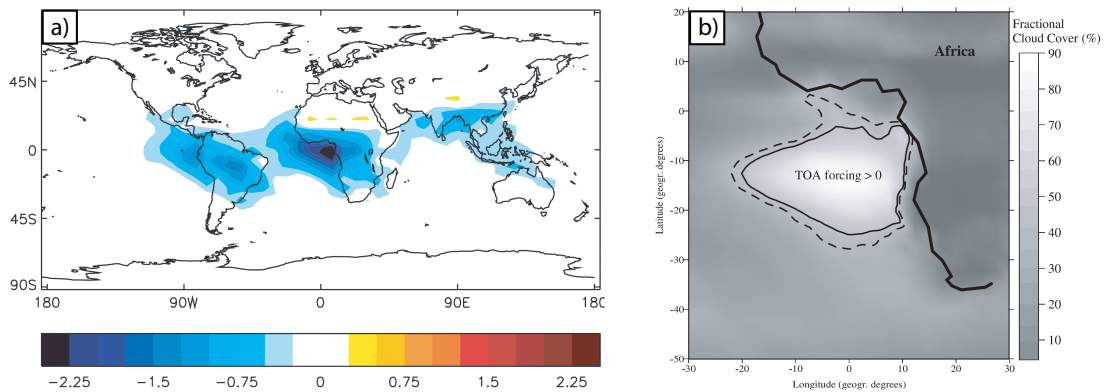 a)
45N
0
45S
90S
180
90W
0
90E
180
−2.25
−1.5
−0.75
0
0.75
1.5
2.25
b)
Fractional
Cloud Cover (%)
Africa
TOA forcing > 0
Latitude (geogr. degrees)
20
10
0
-10
-20
-30
-40
-50
-30
-20
-10
0
10
20
30
Longitude (geogr. degrees)
90
80
70
60
50
40
30
20
10